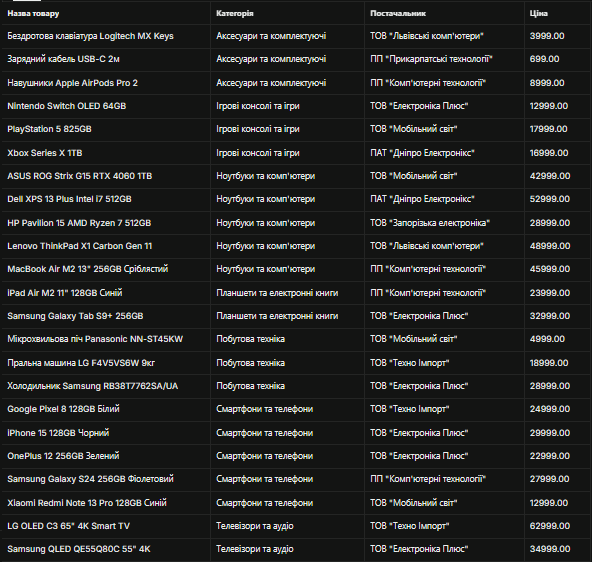 Назва товару Категорія Постачальник Ціна
Бездротова клавіатура Logitech MX Keys Аксесуари та комплектуючі ТОВ "Львівські комп'ютери" 3999.00
Зарядний кабель USB-C 2м Аксесуари та комплектуючі ПП "Прикарпатські технології" 699.00
Навушники Apple AirPods Pro 2 Аксесуари та комплектуючі ПП "Комп'ютерні технології" 8999.00
Nintendo Switch OLED 64GB Ігрові консолі та ігри ТОВ "Електроніка Плюс" 12999.00
PlayStation 5 825GB Ігрові консолі та ігри ТОВ "Мобільний світ" 17999.00
Xbox Series X 1TB Ігрові консолі та ігри ПАТ "Дніпро Електронікс" 16999.00
ASUS ROG Strix G15 RTX 4060 1TB Ноутбуки та комп'ютери ТОВ "Мобільний світ" 42999.00
Dell XPS 13 Plus Intel i7 512GB Ноутбуки та комп'ютери ПАТ "Дніпро Електронікс" 52999.00
HP Pavilion 15 AMD Ryzen 7 512GB Ноутбуки та комп'ютери ТОВ "Запорізька електроніка" 28999.00
Lenovo ThinkPad X1 Carbon Gen 11 Ноутбуки та комп'ютери ТОВ "Львівські комп'ютери" 48999.00
MacBook Air M2 13" 256GB Сріблястий Ноутбуки та комп'ютери ПП "Комп'ютерні технології" 45999.00
iPad Air M2 11" 128GB Синій Планшети та електронні книги ПП "Комп'ютерні технології" 23999.00
Samsung Galaxy Tab S9+ 256GB Планшети та електронні книги ТОВ "Електроніка Плюс" 32999.00
Мікрохвильова піч Panasonic NN-ST45KW Побутова техніка ТОВ "Мобільний світ" 4999.00
Пральна машина LG F4V5VS6W 9кг Побутова техніка ТОВ "Техно Імпорт" 18999.00
Холодильник Samsung RB38T7762SA/UA Побутова техніка ТОВ "Електроніка Плюс" 28999.00
Google Pixel 8 128GB Білий Смартфони та телефони ТОВ "Техно Імпорт" 24999.00
iPhone 15 128GB Чорний Смартфони та телефони ТОВ "Електроніка Плюс" 29999.00
OnePlus 12 256GB Зелений Смартфони та телефони ТОВ "Електроніка Плюс" 22999.00
Samsung Galaxy S24 256GB Фіолетовий Смартфони та телефони ПП "Комп'ютерні технології" 27999.00
Xiaomi Redmi Note 13 Pro 128GB Синій Смартфони та телефони ТОВ "Мобільний світ" 12999.00
LG OLED C3 65" 4K Smart TV Телевізори та аудіо ТОВ "Техно Імпорт" 62999.00
Samsung QLED QE55Q80C 55" 4K Телевізори та аудіо ТОВ "Електроніка Плюс" 34999.00